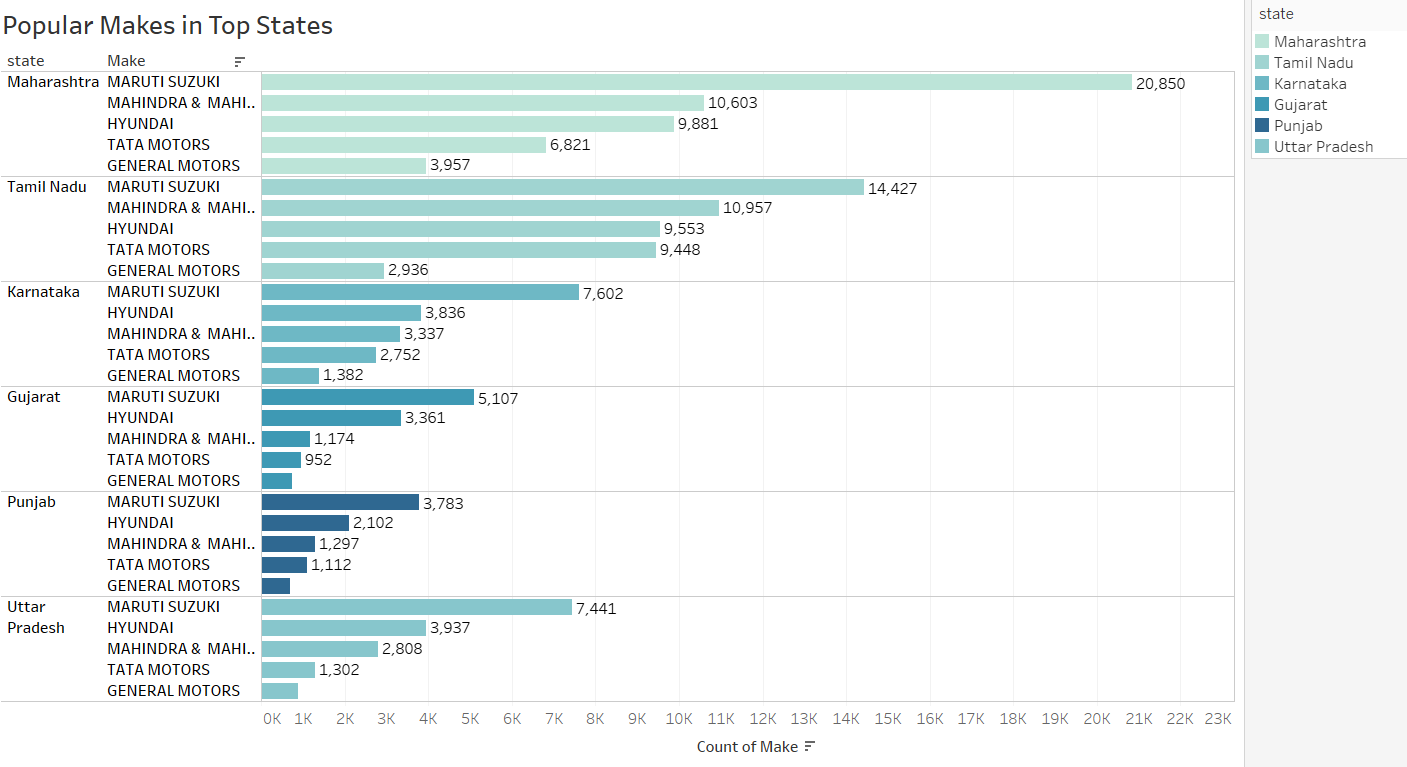 Popular Makes in Top States
state Make
Maharashtra MARUTI SUZUKI 20,850
MAHINDRA & MAHI.. 10,603
HYUNDAI 9,881
TATA MOTORS 6,821
GENERAL MOTORS 3,957
Tamil Nadu MARUTI SUZUKI 14,427
MAHINDRA & MAHI.. 10,957
HYUNDAI 9,553
TATA MOTORS 9,448
GENERAL MOTORS 2,936
Karnataka MARUTI SUZUKI 7,602
HYUNDAI 3,836
MAHINDRA & MAHI.. 3,337
TATA MOTORS 2,752
GENERAL MOTORS 1,382
Gujarat MARUTI SUZUKI 5,107
HYUNDAI 3,361
MAHINDRA & MAHI.. 1,174
TATA MOTORS 952
GENERAL MOTORS
Punjab MARUTI SUZUKI 3,783
HYUNDAI 2,102
MAHINDRA & MAHI.. 1,297
TATA MOTORS 1,112
GENERAL MOTORS
Uttar MARUTI SUZUKI 7,441
Pradesh HYUNDAI 3,937
MAHINDRA & MAHI.. 2,808
TATA MOTORS 1,302
GENERAL MOTORS
0K 1K 2K 3K 4K 5K 6K 7K 8K 9K 10K 11K 12K 13K 14K 15K 16K 17K 18K 19K 20K 21K 22K 23K
Count of Make
state
Maharashtra
Tamil Nadu
Karnataka
Gujarat
Punjab
Uttar Pradesh